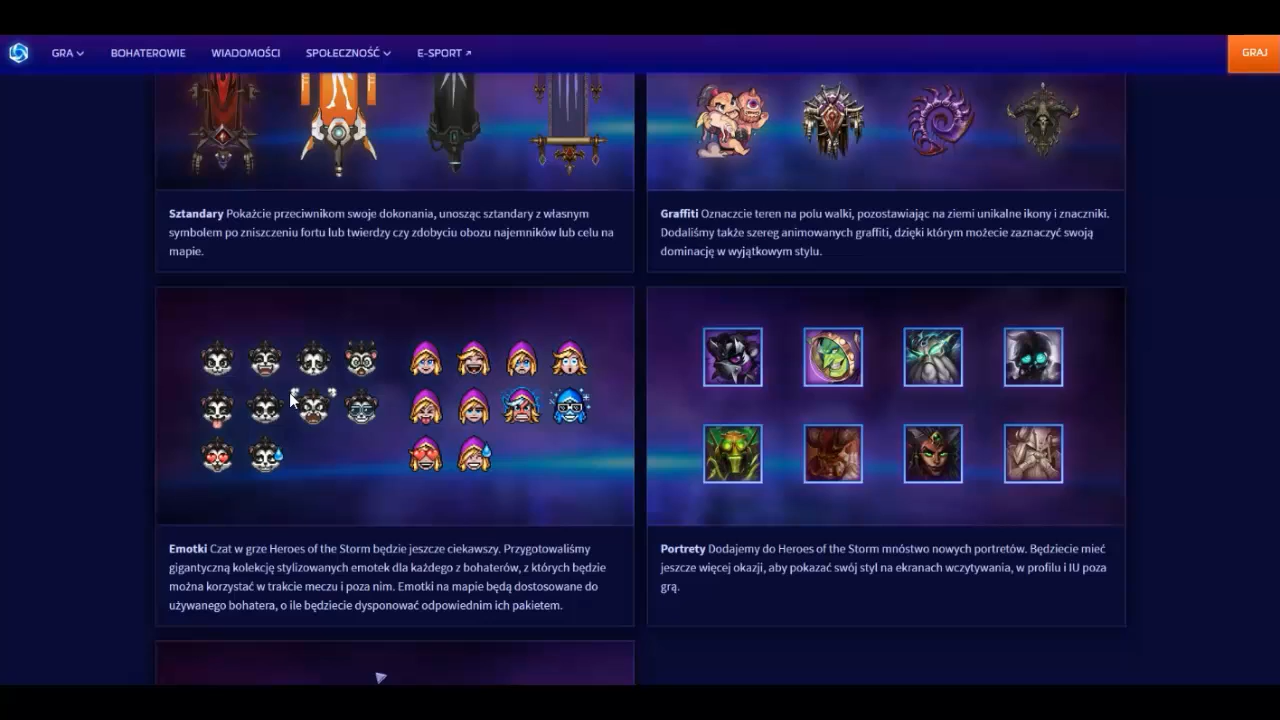 GRA BOHATEROWIE WIADOMOŚCI SPOŁECZNOŚĆ E-SPORT GRAJ
Sztandary Pokażcie przeciwnikom swoje dokonania, unosząc sztandary z własnym
symbolem po zniszczeniu fortu lub twierdzy czy zdobyciu obozu najemników lub celu na
mapie.
Graffiti Oznaczcie teren na polu walki, pozostawiając na ziemi unikalne ikony i znaczniki.
Dodaliśmy także szereg animowanych graffiti, dzięki którym możecie zaznaczyć swoją
dominację w wyjątkowym stylu.
Emotki Czat w grze Heroes of the Storm będzie jeszcze ciekawszy. Przygotowaliśmy
gigantyczną kolekcję stylizowanych emotek dla każdego z bohaterów, z których będzie
można korzystać w trakcie meczu i poza nim. Emotki na mapie będą dostosowane do
używanego bohatera, o ile będziecie dysponować odpowiednim ich pakietem.
Portrety Dodajemy do Heroes of the Storm mnóstwo nowych portretów. Będziecie mieć
jeszcze więcej okazji, aby pokazać swój styl na ekranach wczytywania, w profilu i IU poza
grą.